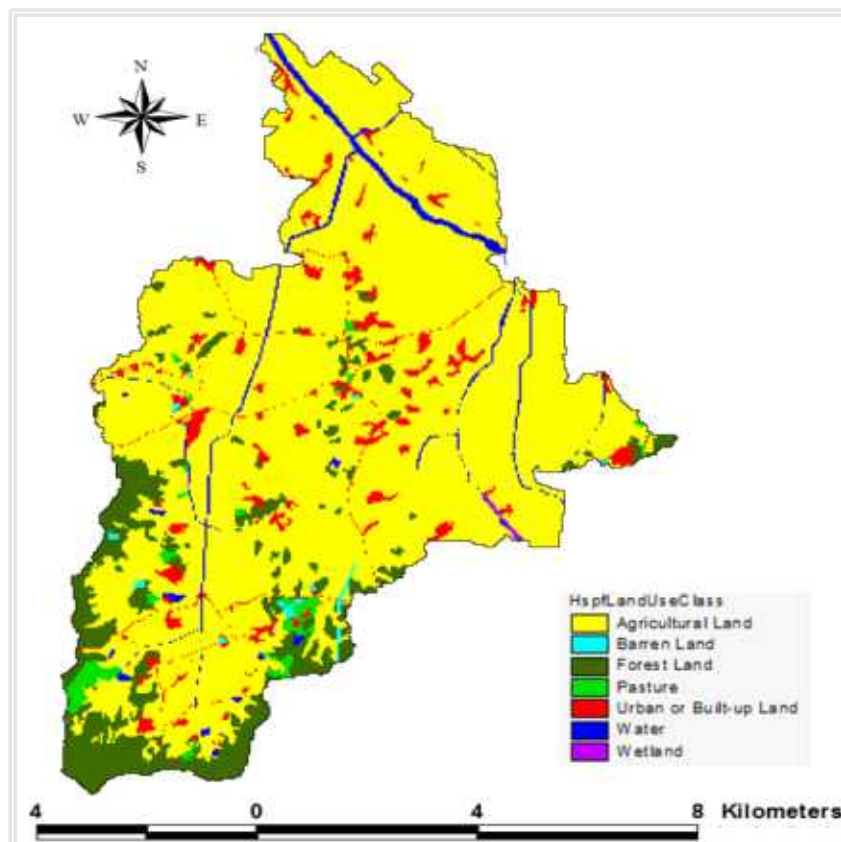 N
W E
S
HspfLandUseClass
Agricultural Land
Barren Land
Forest Land
Pasture
Urban or Built-up Land
Water
Wetland
4 0 4 8 Kilometers